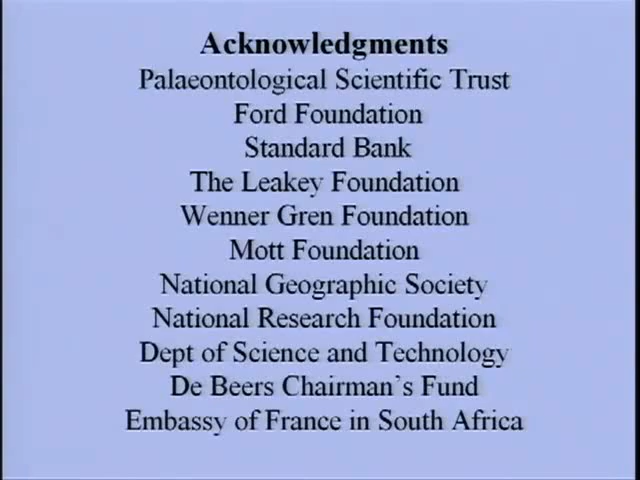 Acknowledgments
Palaeontological Scientific Trust
Ford Foundation
Standard Bank
The Leakey Foundation
Wenner Gren Foundation
Mott Foundation
National Geographic Society
National Research Foundation
Dept of Science and Technology
De Beers Chairman's Fund
Embassy of France in South Africa